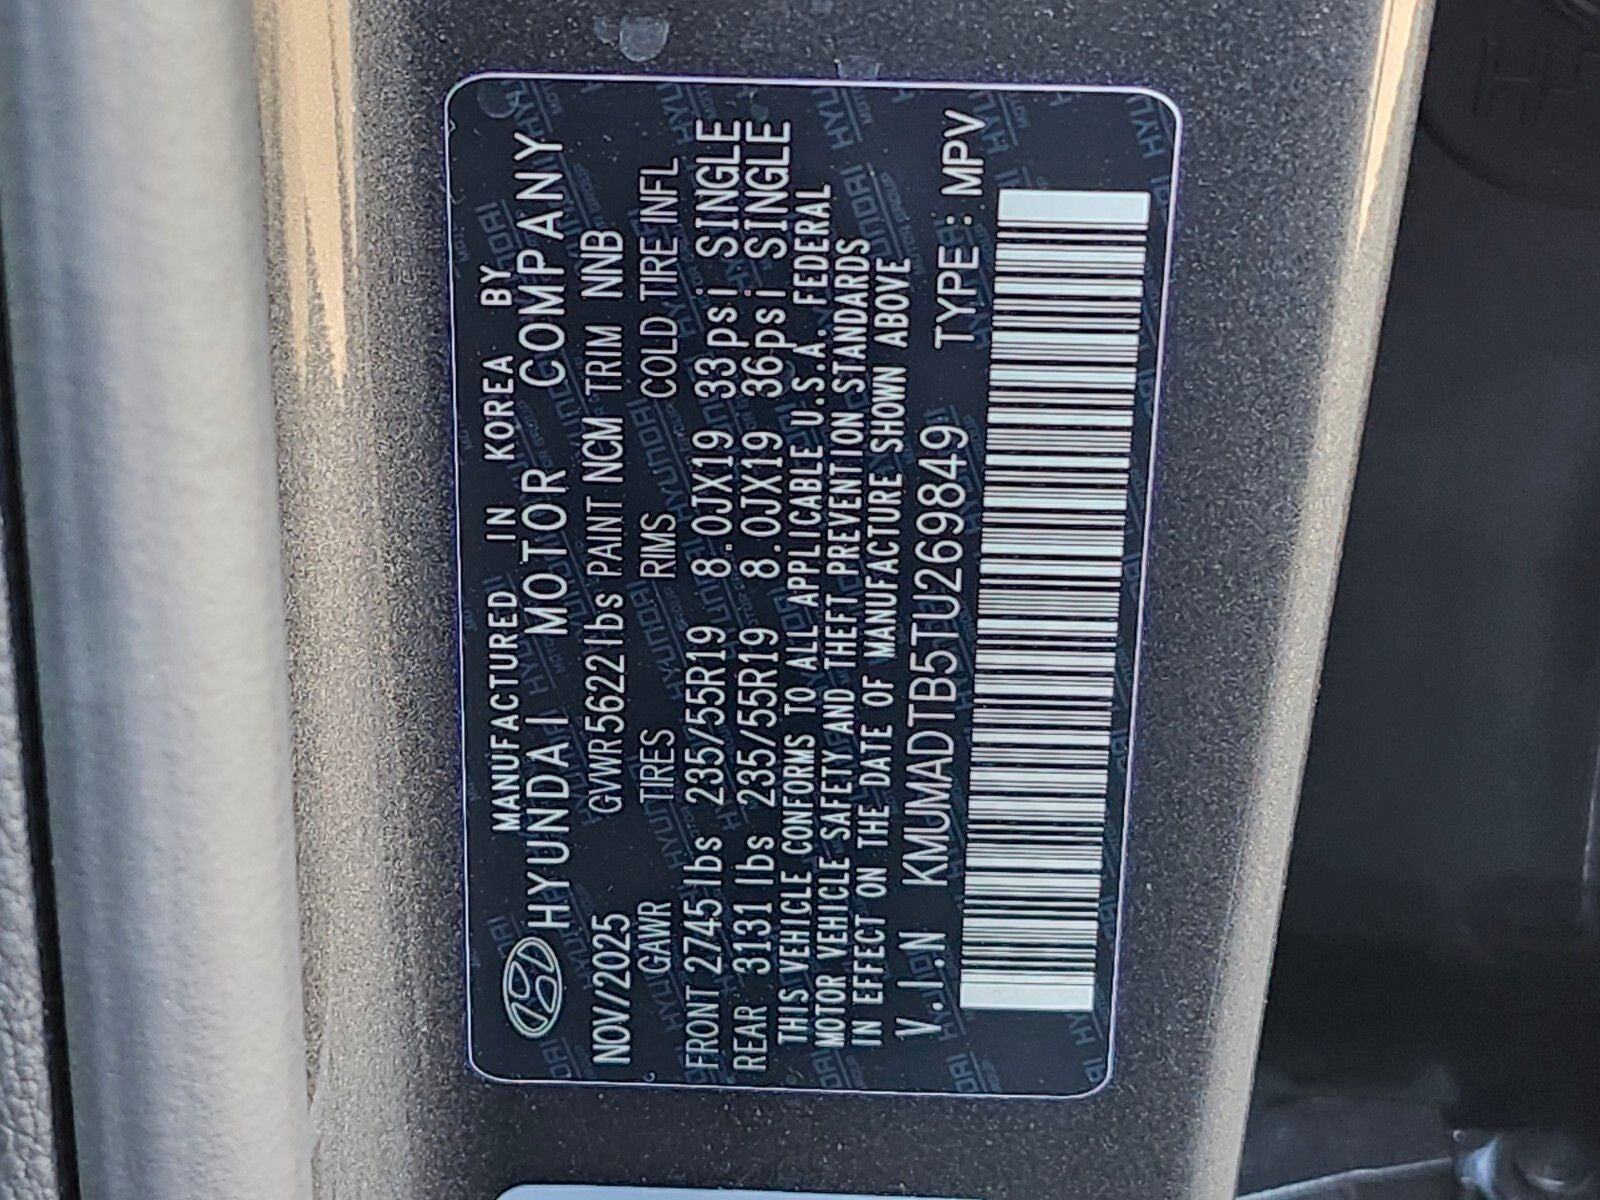 MANUFACTURED IN KOREA BY
HYUNDAI MOTOR COMPANY
NOV/2025 GVWR 5622lbs PAINT NCM TRIM NNB
GAWR TIRES RIMS COLD TIRE INFL
FRONT 2745lbs 235/55R19 8.0JX19 33psi SINGLE
REAR 3131lbs 235/55R19 8.0JX19 36psi SINGLE
THIS VEHICLE CONFORMS TO ALL APPLICABLE U.S.A. FEDERAL
MOTOR VEHICLE SAFETY AND THEFT PREVENTION STANDARDS
IN EFFECT ON THE DATE OF MANUFACTURE SHOWN ABOVE
V.I.N KMUMADTB5TU269849 TYPE : MPV